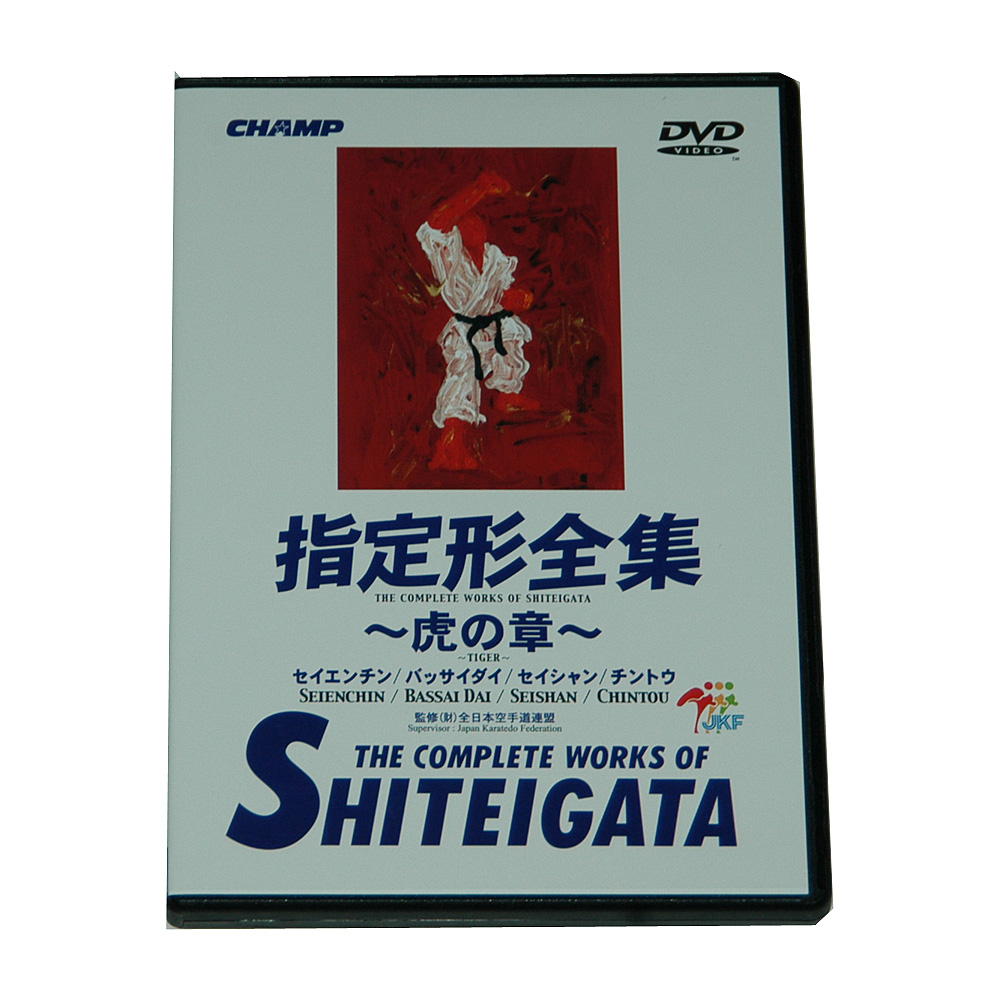 CHAMP
DVD
VIDEO
TM
指定形全集
THE COMPLETE WORKS OF SHITEIGATA
～虎の章～
～TIGER～
セイエンチン/バッサイダイ/セイシャン/チントウ
SEIENCHIN / BASSAI DAI / SEISHAN / CHINTOU
監修(財)全日本空手道連盟
Supervisor : Japan Karatedo Federation
JKF
THE COMPLETE WORKS OF
SHITEIGATA